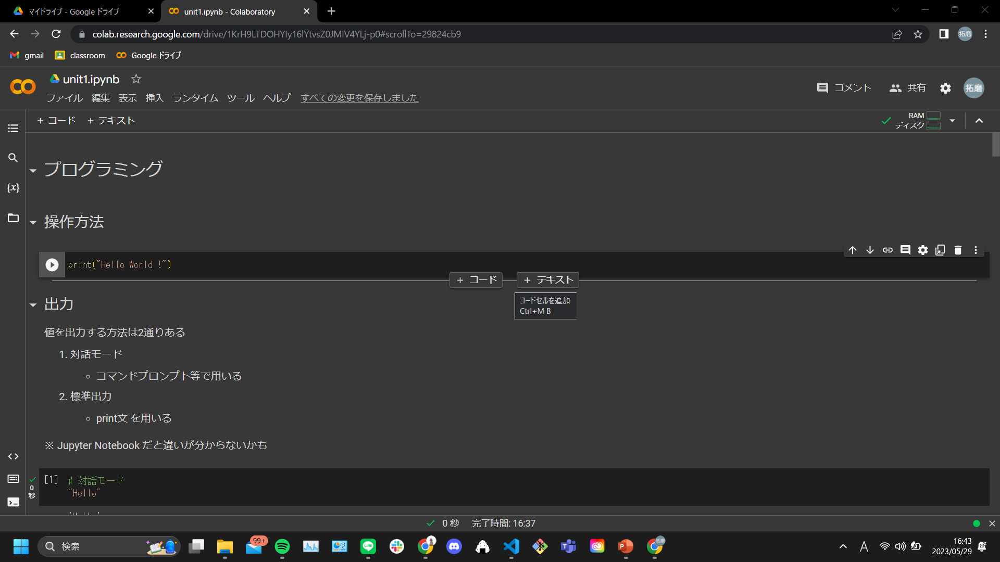 マイドライブ - Google ドライブ
unit1.ipynb - Colaboratory
colab.research.google.com/drive/1KrH9LTDOHYIy16lYtvsZ0JMlV4YLj-p0#scrollTo=29824cb9
拓磨
gmail
classroom
Google ドライブ
unit1.ipynb
コメント
共有
拓磨
ファイル 編集 表示 挿入 ランタイム ツール ヘルプ すべての変更を保存しました
+ コード + テキスト
RAM
ディスク
{x}
プログラミング
操作方法
print("Hello World !")
+ コード
+ テキスト
コードセルを追加
Ctrl+M B
出力
値を出力する方法は2通りある
1. 対話モード
コマンドプロンプト等で用いる
2. 標準出力
print文 を用いる
※ Jupyter Notebook だと違いが分からないかも
[1]
# 対話モード
"Hello"
0
秒
0 秒 完了時間: 16:37
検索
99+
LINE
拓磨
A
16:43
2023/05/29